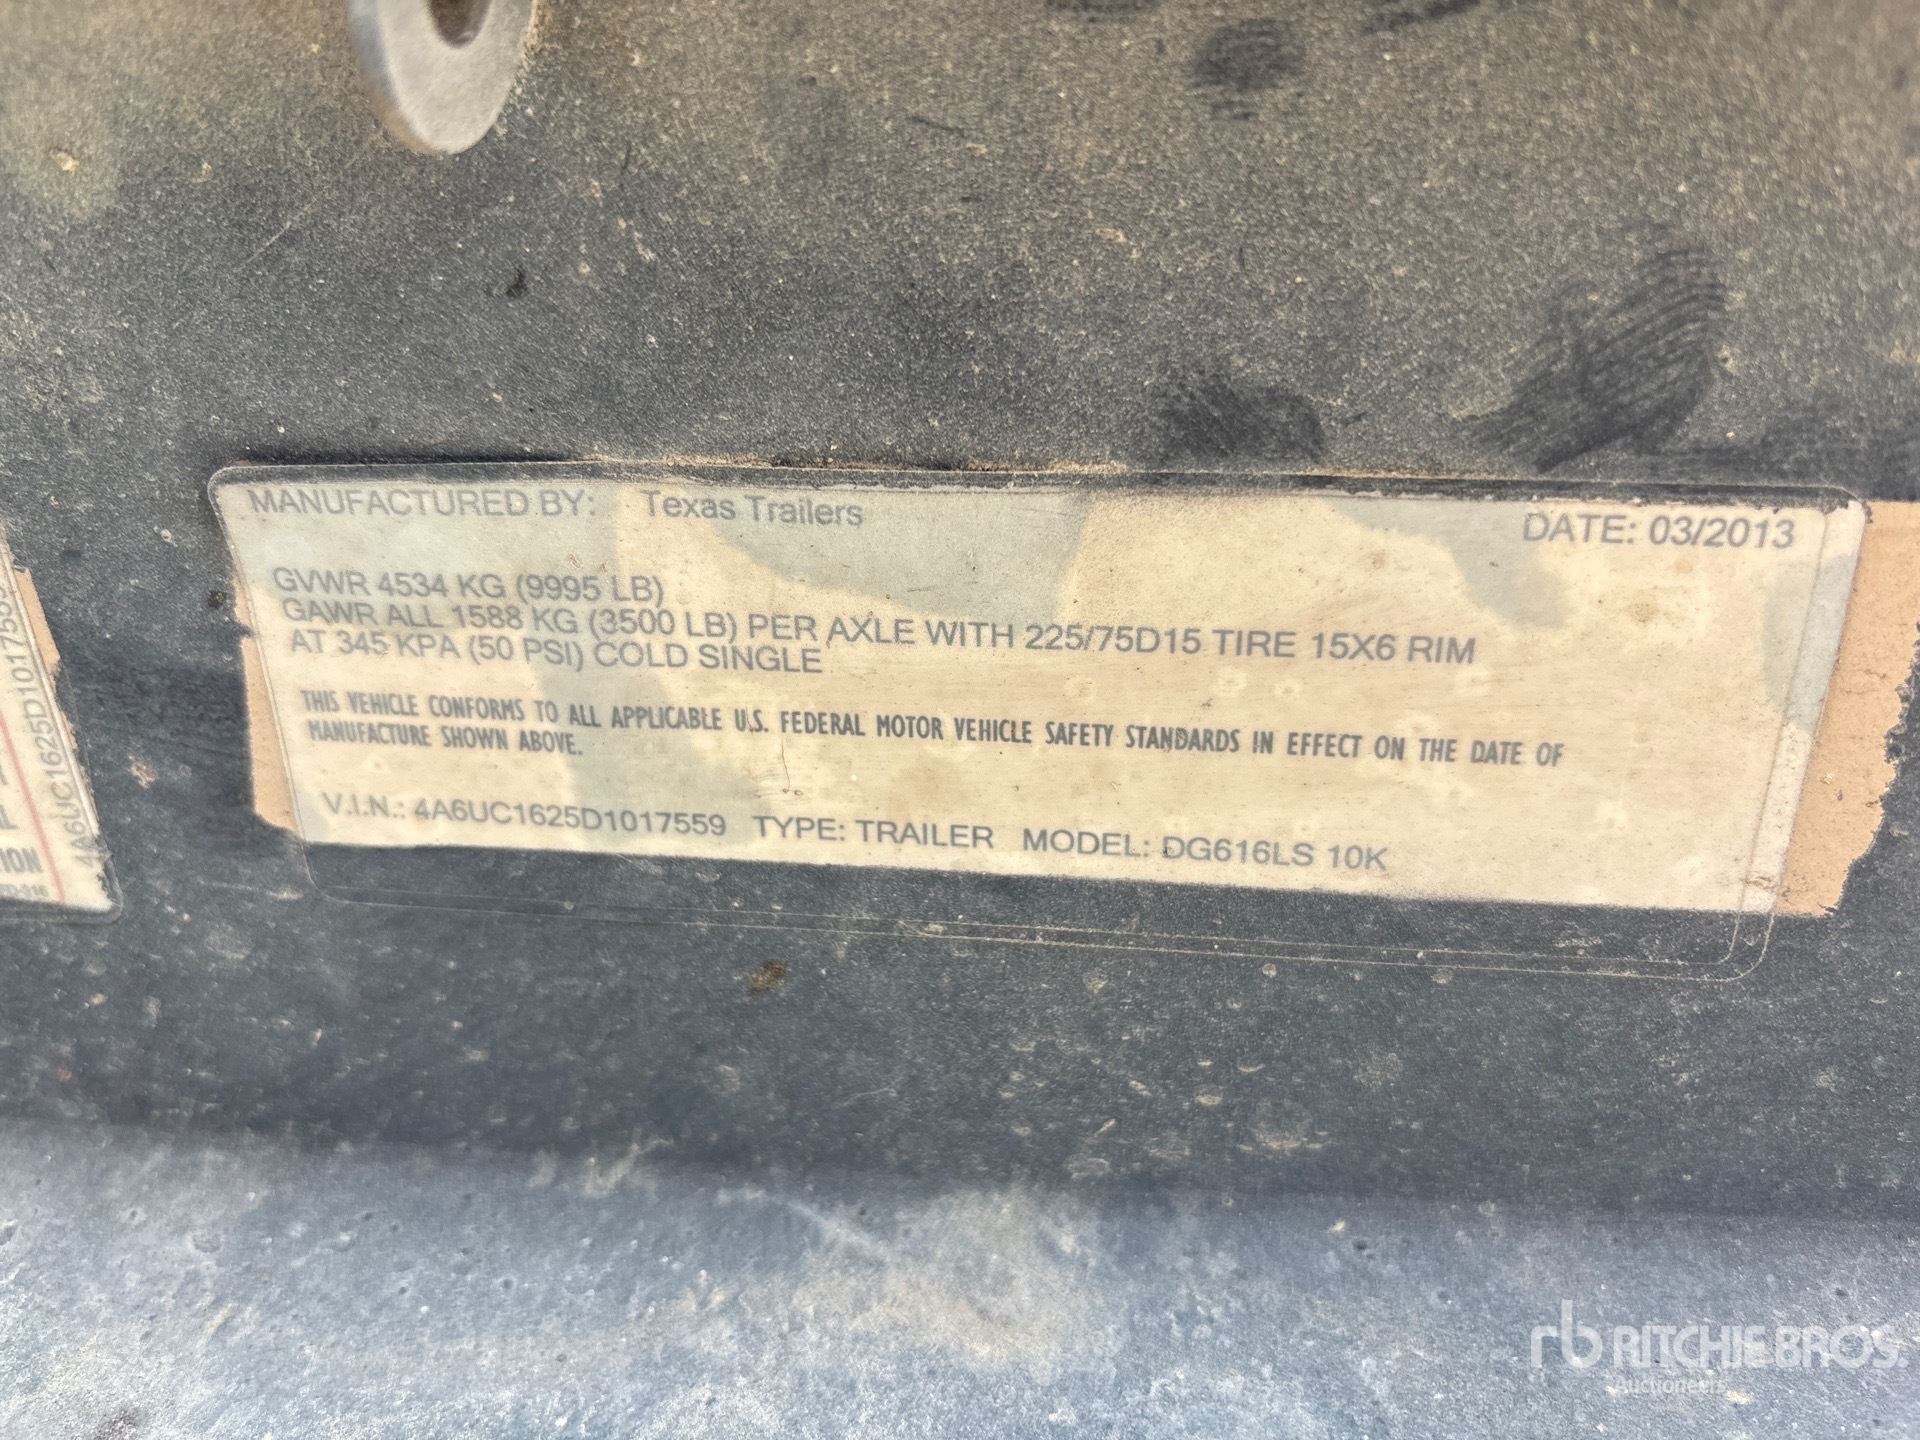 MANUFACTURED BY: Texas Trailers DATE: 03/2013
GVWR 4534 KG (9995 LB)
GAWR ALL 1588 KG (3500 LB) PER AXLE WITH 225/75D15 TIRE 15X6 RIM
AT 345 KPA (50 PSI) COLD SINGLE
THIS VEHICLE CONFORMS TO ALL APPLICABLE U.S. FEDERAL MOTOR VEHICLE SAFETY STANDARDS IN EFFECT ON THE DATE OF
MANUFACTURE SHOWN ABOVE.
V.I.N.: 4A6UC1625D1017559 TYPE: TRAILER MODEL: DG616LS 10K
4A6UC1625D1017559
rb RITCHIE BROS.
Auctioneers